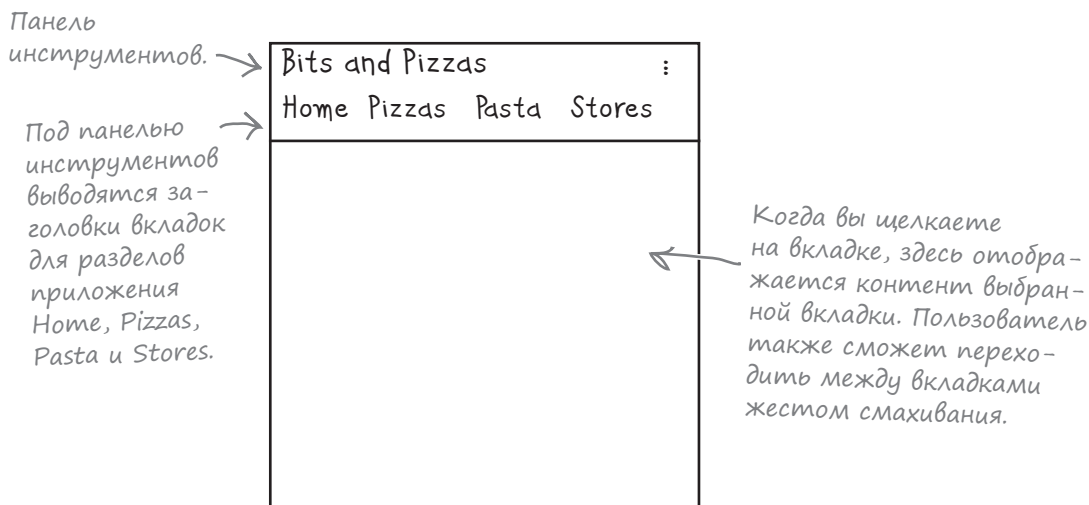 Панель
инструментов.
Bits and Pizzas
Home Pizzas Pasta Stores
Под панелью
инструментов
выводятся за-
головки вкладок
для разделов
приложения
Home, Pizzas,
Pasta и Stores.
Когда вы щелкаете
на вкладке, здесь отобра-
жается контент выбран-
ной вкладки. Пользователь
также сможет перехо-
дить между вкладками
жестом смахивания.